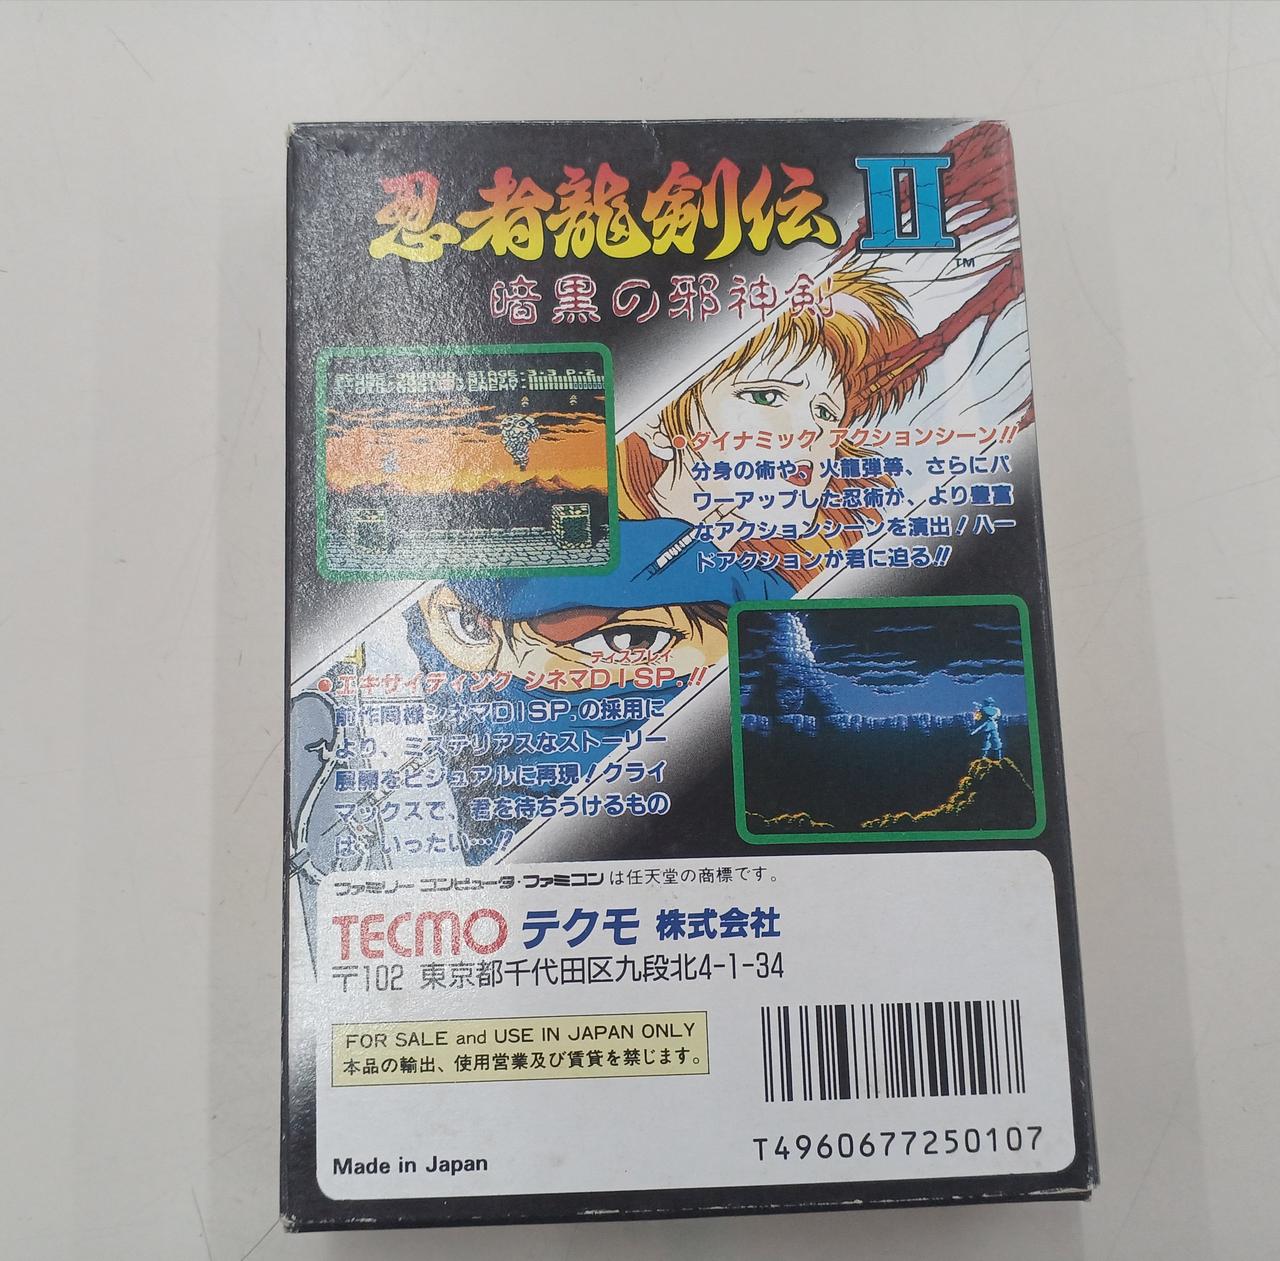 忍者龍剣伝 II
TM
暗黒の邪神剣
STAGE-3-3 P-2
●ダイナミック アクションシーン!!
分身の術や、火龍弾等、さらにパ
ワーアップした忍術が、より豊富
なアクションシーンを演出!ハー
ドアクションが君に迫る!!
ディスプレイ
●エキサイティング シネマDISP.!!
前作同様シネマDISP.の採用に
より、ミステリアスなストーリー
展開をビジュアルに再現!クライ
マックスで、君を待ちうけるもの
は、いったい…!!
ファミリーコンピュータ・ファミコンは任天堂の商標です。
TECMO テクモ 株式会社
〒102 東京都千代田区九段北4-1-34
FOR SALE and USE IN JAPAN ONLY
本品の輸出、使用営業及び賃貸を禁じます。
Made in Japan
T4960677250107